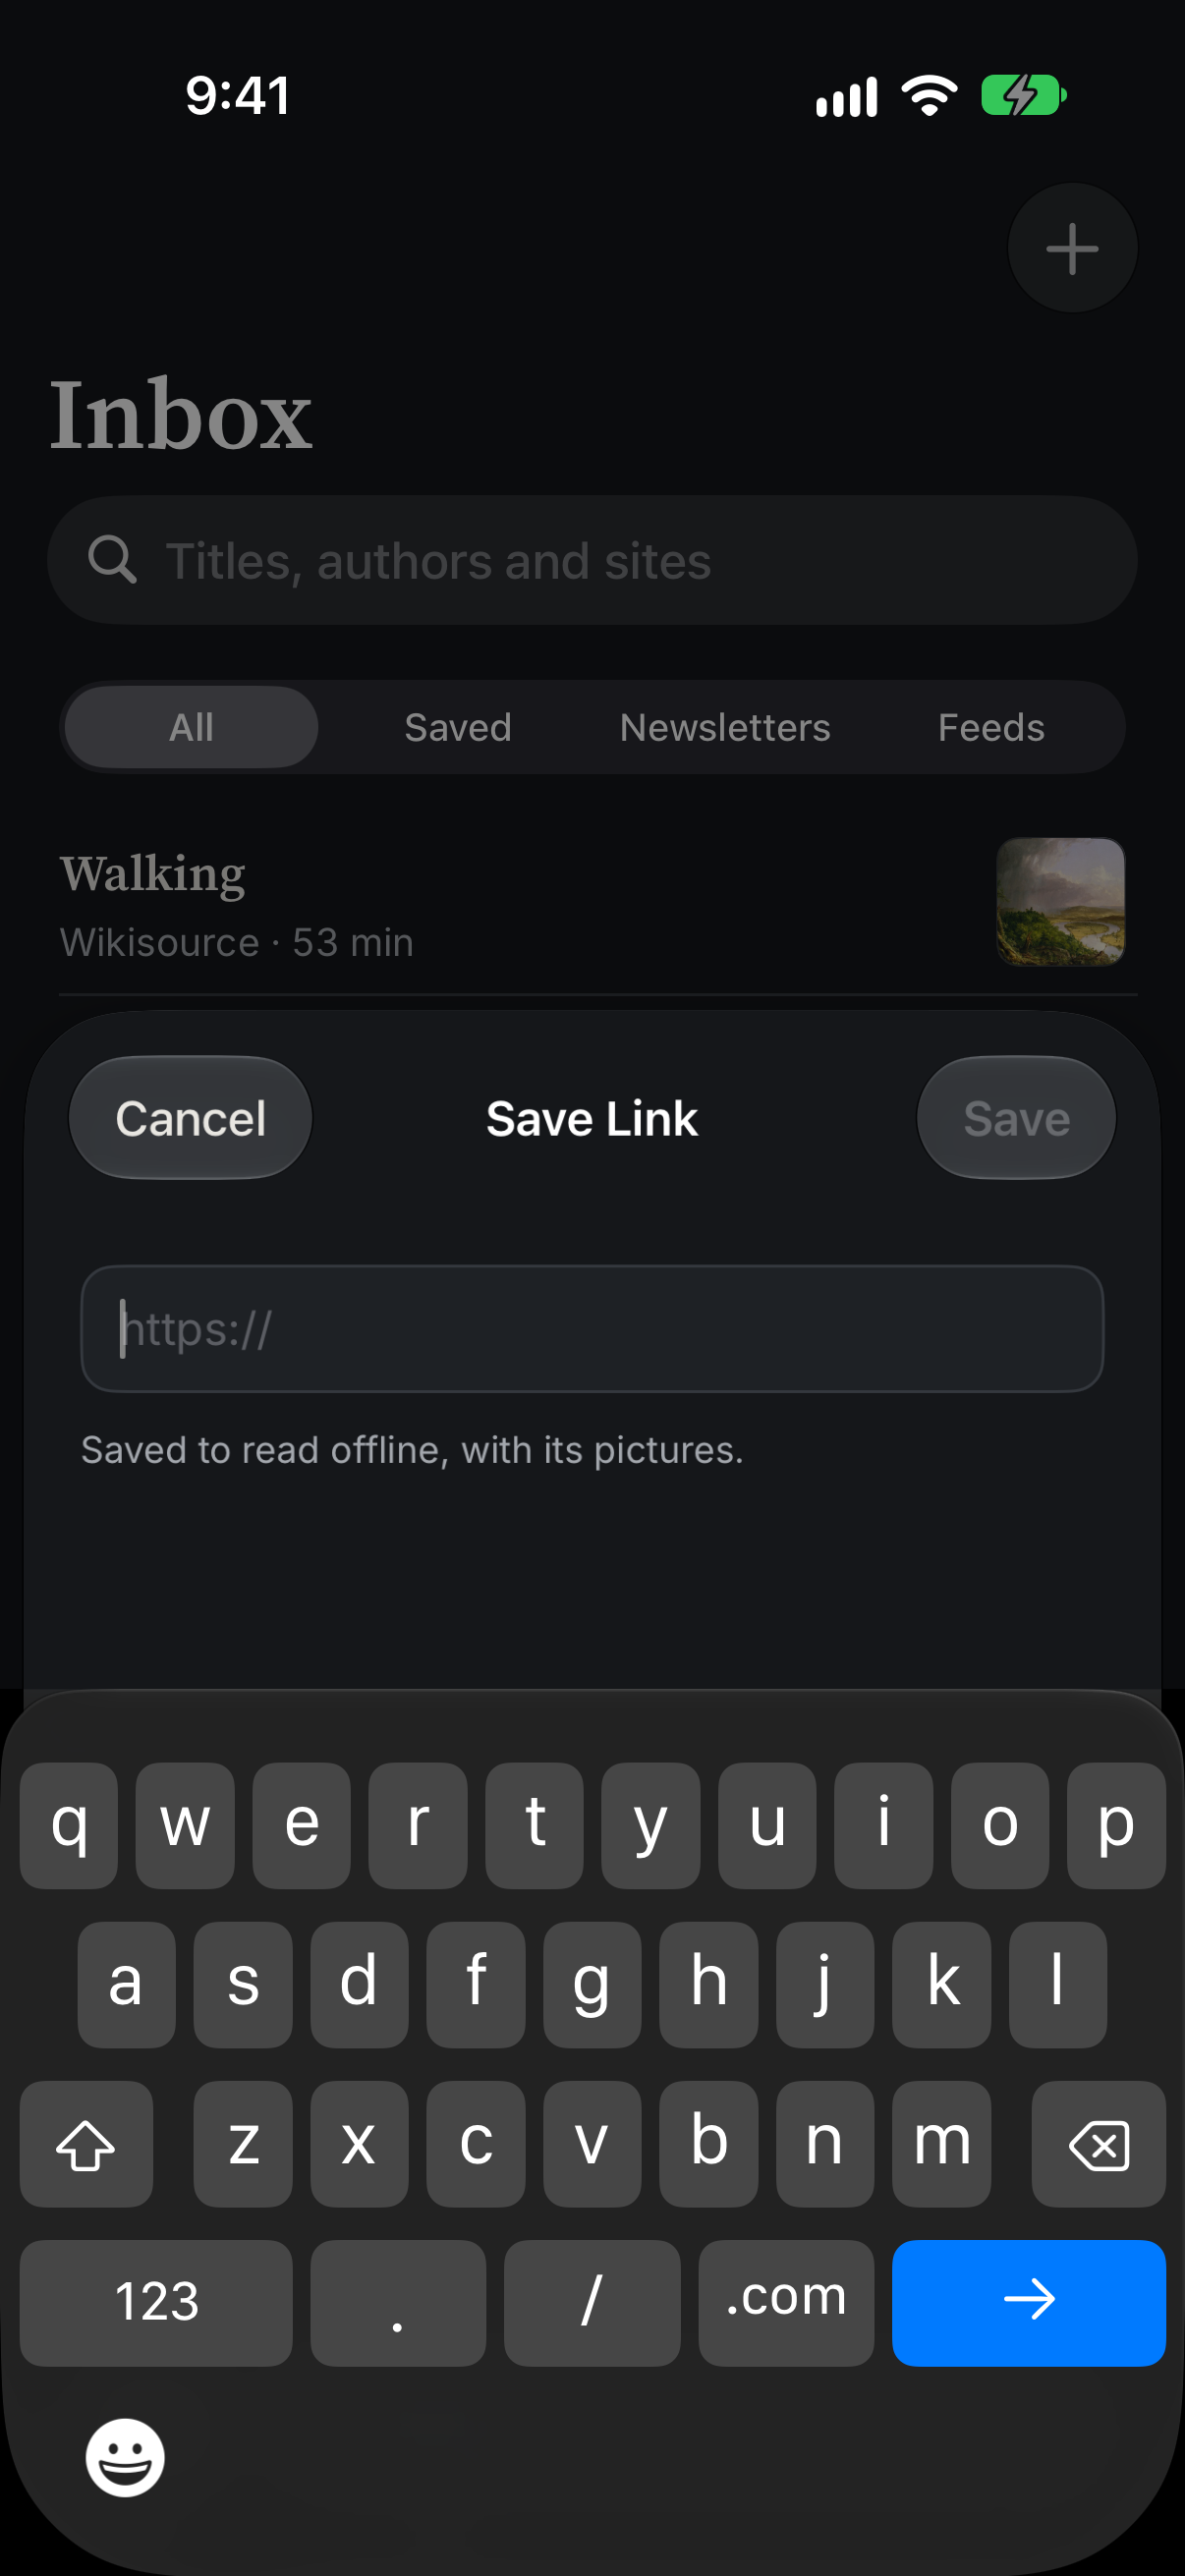 9:41
Inbox
Titles, authors and sites
All Saved Newsletters Feeds
Walking
Wikisource · 53 min
Cancel Save Link Save
https://
Saved to read offline, with its pictures.
q w e r t y u i o p
a s d f g h j k l
z x c v b n m
123 . / .com